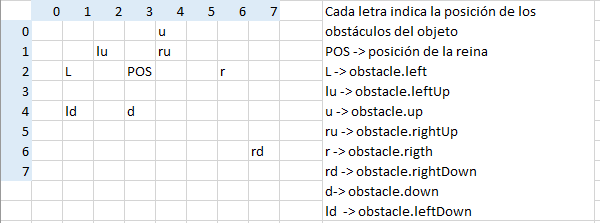 0 1 2 3 4 5 6 7 Cada letra indica la posición de los
0 u obstáculos del objeto
1 lu ru POS -> posición de la reina
2 L POS r L -> obstacle.left
3 lu -> obstacle.leftUp
4 ld d u -> obstacle.up
5 ru -> obstacle.rightUp
6 rd r -> obstacle.rigth
7 rd -> obstacle.rightDown
d-> obstacle.down
ld -> obstacle.leftDown